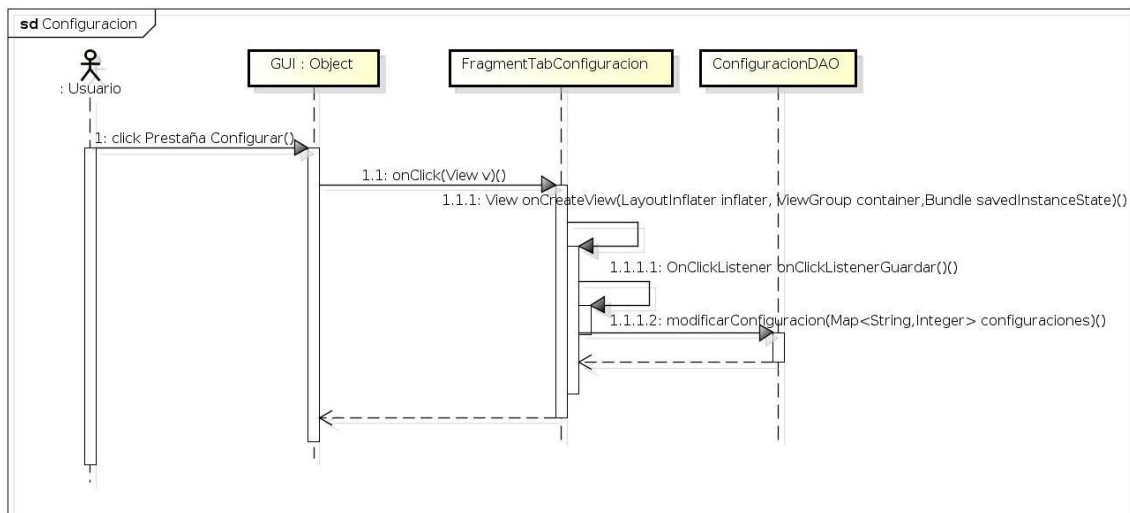 sd Configuracion
: Usuario
GUI : Object
FragmentTabConfiguracion
ConfiguracionDAO
1: click Prestaña Configurar()
1.1: onClick(View v)()
1.1.1: View onCreateView(LayoutInflater inflater, ViewGroup container,Bundle savedInstanceState)()
1.1.1.1: OnClickListener onClickListenerGuardar()()
1.1.1.2: modificarConfiguracion(Map<String,Integer> configuraciones)()